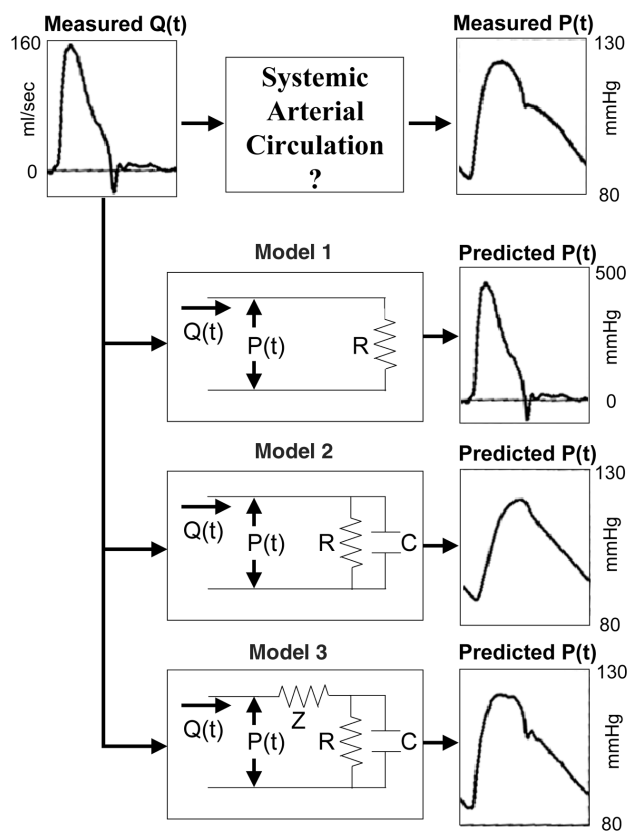 Measured Q(t)
Measured P(t)
160
ml/sec
0
Systemic
Arterial
Circulation
?
130
mmHg
80
Model 1
Q(t)
P(t)
R
Predicted P(t)
500
mmHg
0
Model 2
Q(t)
P(t)
R
C
Predicted P(t)
130
mmHg
80
Model 3
Q(t)
P(t)
Z
R
C
Predicted P(t)
130
mmHg
80